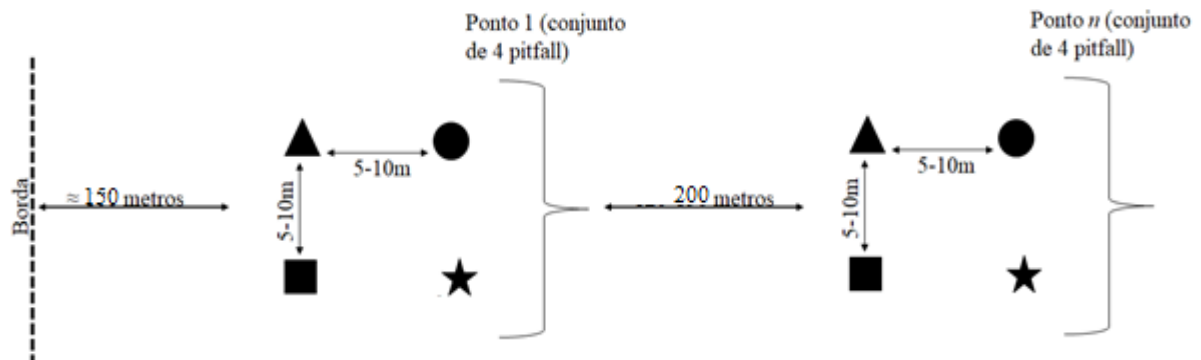 Ponto 1 (conjunto
de 4 pitfall)
Ponto n (conjunto
de 4 pitfall)
Borda
≈ 150 metros
5-10m
5-10m
200 metros
5-10m
5-10m